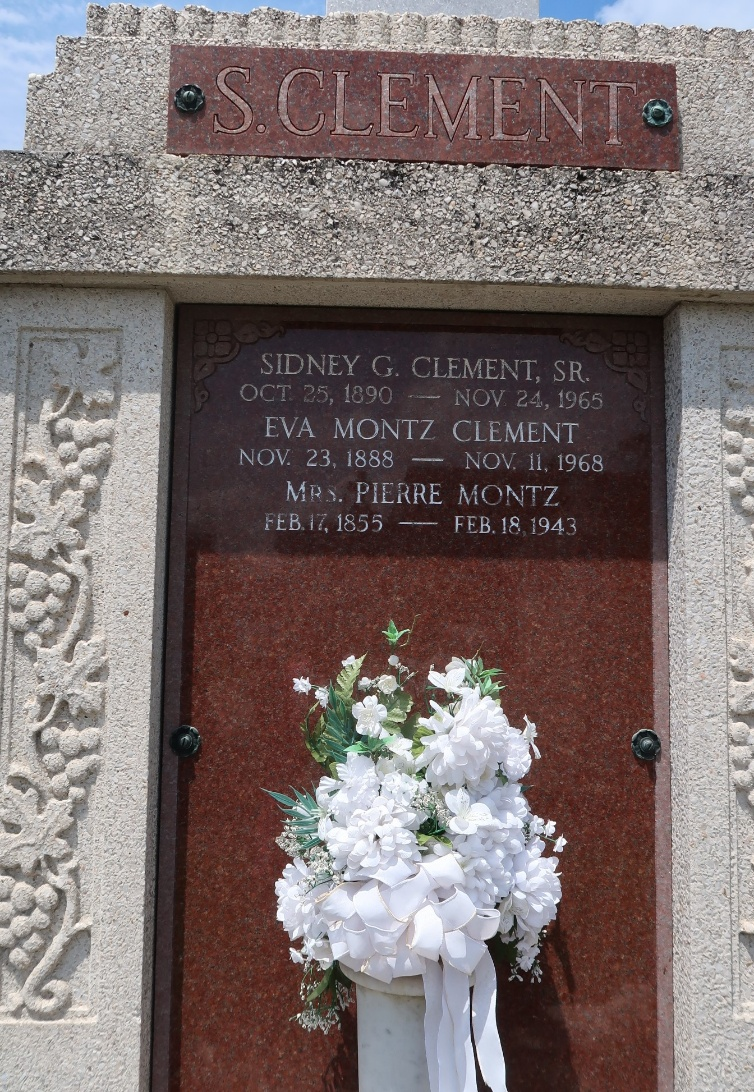 S. CLEMENT
SIDNEY G. CLEMENT, SR.
OCT. 25, 1890 — NOV. 24, 1965
EVA MONTZ CLEMENT
NOV. 23, 1888 — NOV. 11, 1968
MRS. PIERRE MONTZ
FEB. 17, 1855 — FEB. 18, 1943